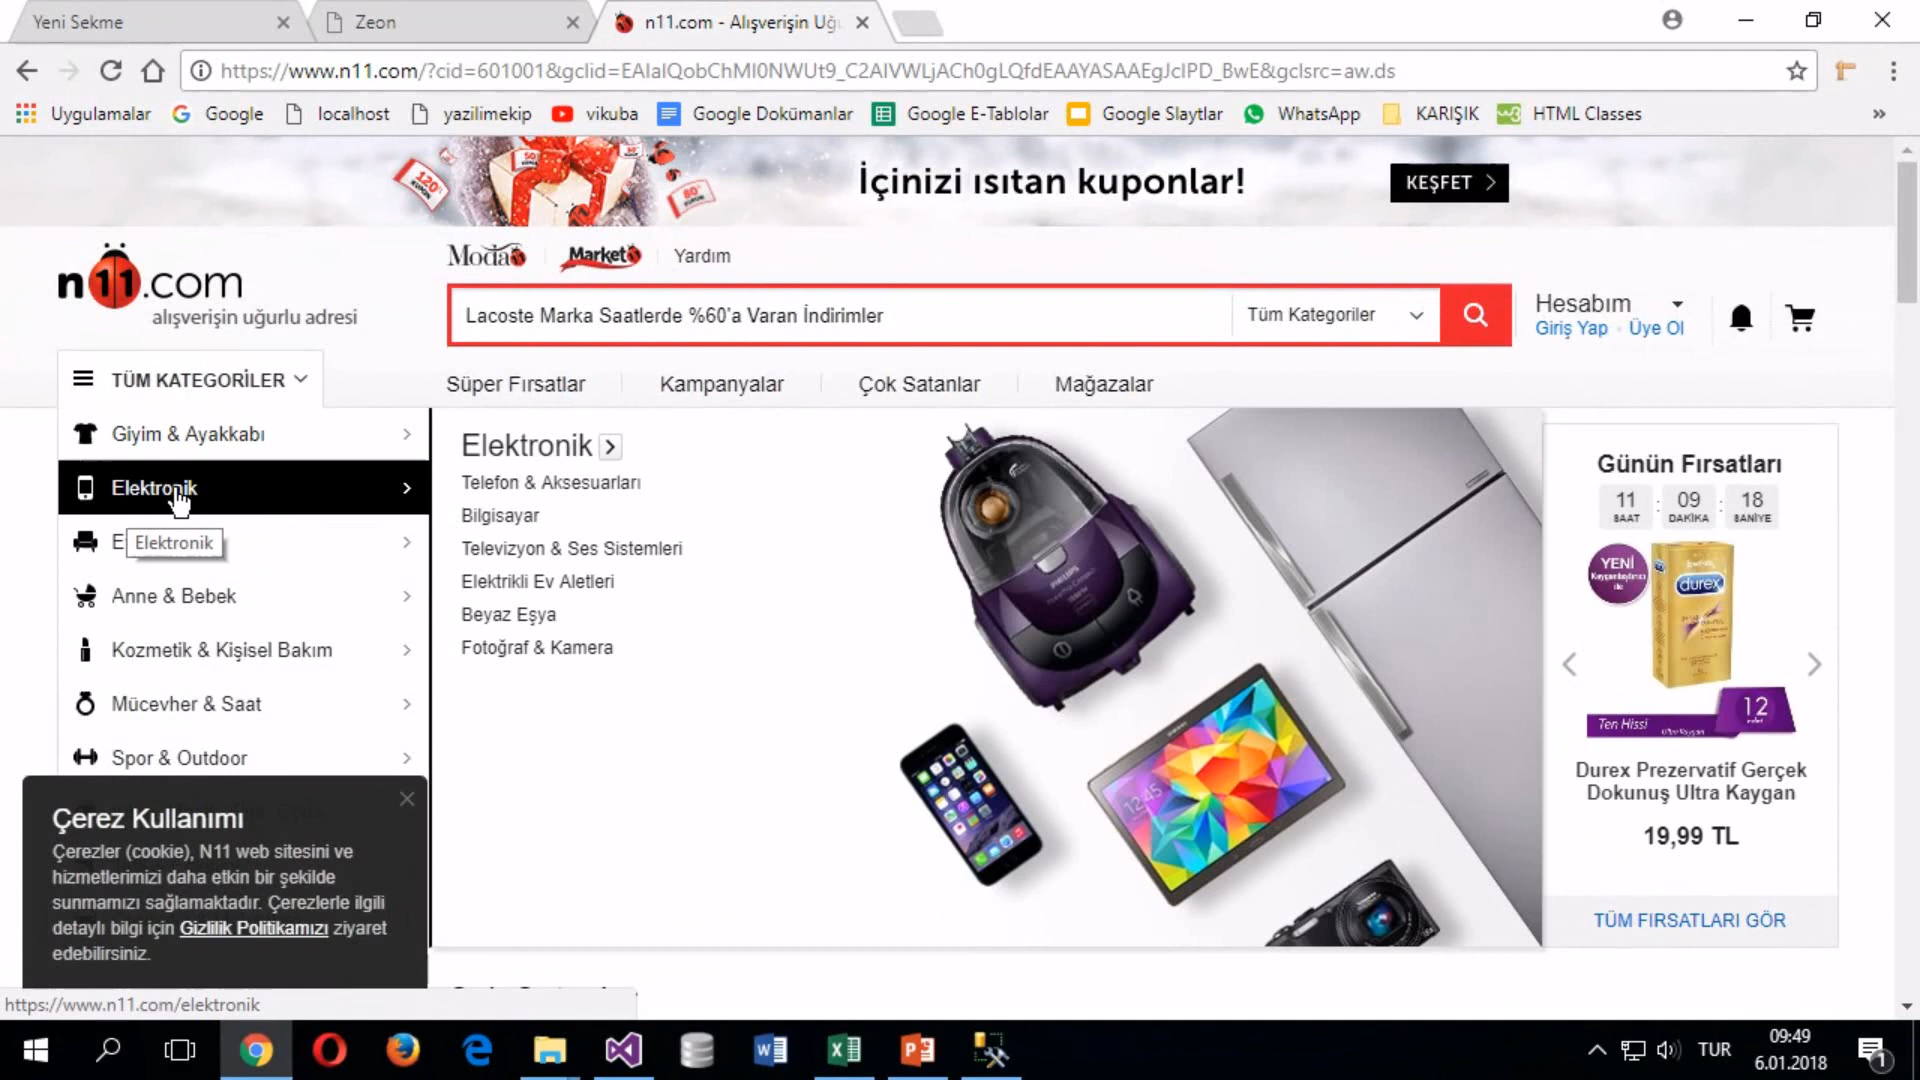 Yeni Sekme
Zeon
n11.com - Alışverişin Uğu
https://www.n11.com/?cid=601001&gclid=EAIaIQobChMI0NWUt9_C2AIVWLjACh0gLQfdEAAYASAAEgJcIPD_BwE&gclsrc=aw.ds
Uygulamalar
Google
localhost
yazilimekip
vikuba
Google Dokümanlar
Google E-Tablolar
Google Slaytlar
WhatsApp
KARIŞIK
HTML Classes
»
İçinizi ısıtan kuponlar!
KEŞFET
n11.com
alışverişin uğurlu adresi
Moda
Market
Yardım
Lacoste Marka Saatlerde %60'a Varan İndirimler
Tüm Kategoriler
Hesabım
Giriş Yap
Üye Ol
TÜM KATEGORİLER
Süper Fırsatlar
Kampanyalar
Çok Satanlar
Mağazalar
Giyim & Ayakkabı
Elektronik
E
Elektronik
Anne & Bebek
Kozmetik & Kişisel Bakım
Mücevher & Saat
Spor & Outdoor
Elektronik
Telefon & Aksesuarları
Bilgisayar
Televizyon & Ses Sistemleri
Elektrikli Ev Aletleri
Beyaz Eşya
Fotoğraf & Kamera
PHILIPS
12:45
Günün Fırsatları
11 : 09 : 18
SAAT DAKİKA SANİYE
YENİ
durex
Ten Hissi
12
Durex Prezervatif Gerçek
Dokunuş Ultra Kaygan
19,99 TL
TÜM FIRSATLARI GÖR
Çerez Kullanımı
Çerezler (cookie), N11 web sitesini ve
hizmetlerimizi daha etkin bir şekilde
sunmamızı sağlamaktadır. Çerezlerle ilgili
detaylı bilgi için Gizlilik Politikamızı ziyaret
edebilirsiniz.
https://www.n11.com/elektronik
TUR
09:49
6.01.2018
1